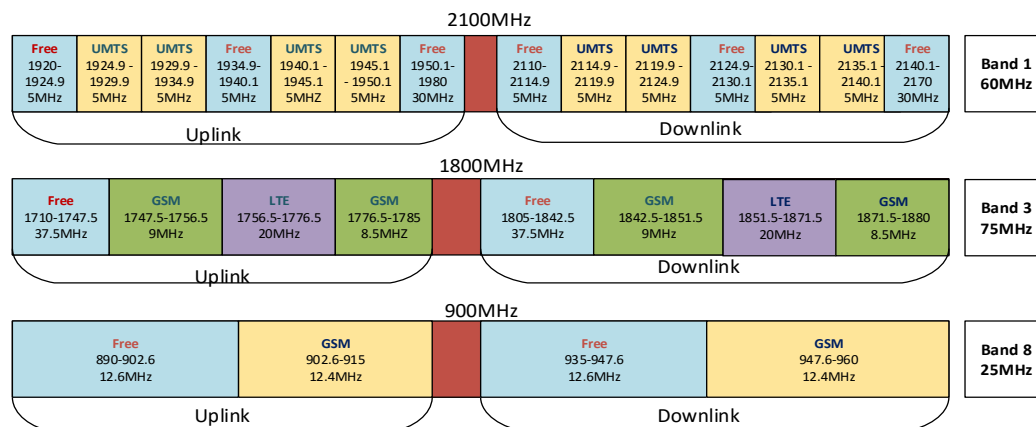 2100MHz
Free
1920-
1924.9
5MHz
UMTS
1924.9 -
1929.9
5MHz
UMTS
1929.9 -
1934.9
5MHz
Free
1934.9-
1940.1
5MHz
UMTS
1940.1 -
1945.1
5MHZ
UMTS
1945.1
- 1950.1
5MHz
Free
1950.1-
1980
30MHz
Free
2110-
2114.9
5MHz
UMTS
2114.9 -
2119.9
5MHz
UMTS
2119.9 -
2124.9
5MHz
Free
2124.9-
2130.1
5MHz
UMTS
2130.1 -
2135.1
5MHz
UMTS
2135.1 -
2140.1
5MHz
Free
2140.1-
2170
30MHz
Band 1
60MHz
Uplink
Downlink
1800MHz
Free
1710-1747.5
37.5MHz
GSM
1747.5-1756.5
9MHz
LTE
1756.5-1776.5
20MHz
GSM
1776.5-1785
8.5MHZ
Free
1805-1842.5
37.5MHz
GSM
1842.5-1851.5
9MHz
LTE
1851.5-1871.5
20MHz
GSM
1871.5-1880
8.5MHz
Band 3
75MHz
Uplink
Downlink
900MHz
Free
890-902.6
12.6MHz
GSM
902.6-915
12.4MHz
Free
935-947.6
12.6MHz
GSM
947.6-960
12.4MHz
Band 8
25MHz
Uplink
Downlink